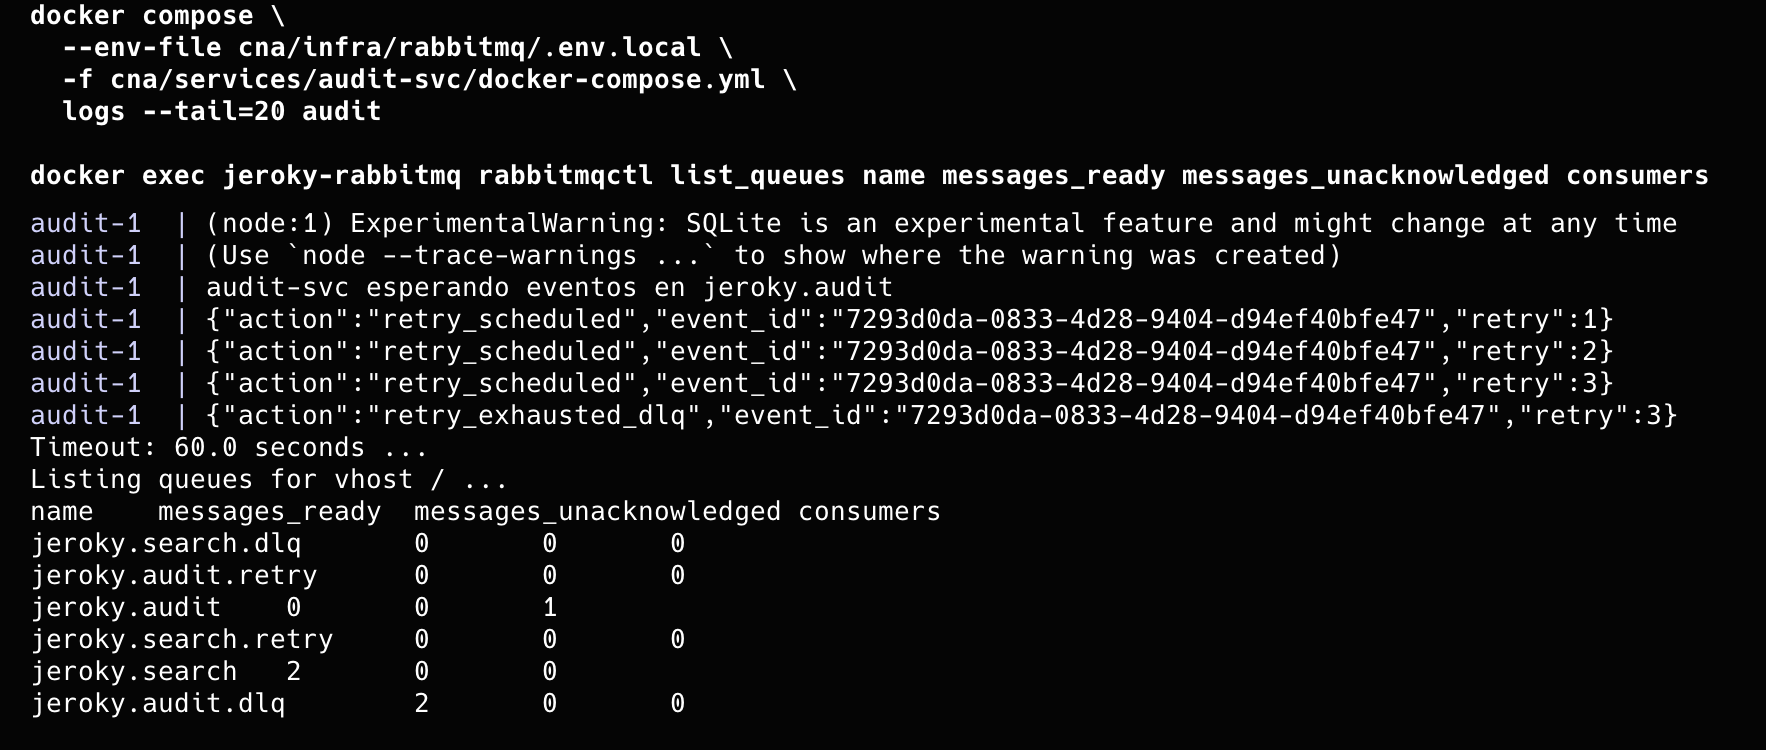 docker compose \
  --env-file cna/infra/rabbitmq/.env.local \
  -f cna/services/audit-svc/docker-compose.yml \
  logs --tail=20 audit

docker exec jeroky-rabbitmq rabbitmqctl list_queues name messages_ready messages_unacknowledged consumers
audit-1  | (node:1) ExperimentalWarning: SQLite is an experimental feature and might change at any time
audit-1  | (Use `node --trace-warnings ...` to show where the warning was created)
audit-1  | audit-svc esperando eventos en jeroky.audit
audit-1  | {"action":"retry_scheduled","event_id":"7293d0da-0833-4d28-9404-d94ef40bfe47","retry":1}
audit-1  | {"action":"retry_scheduled","event_id":"7293d0da-0833-4d28-9404-d94ef40bfe47","retry":2}
audit-1  | {"action":"retry_scheduled","event_id":"7293d0da-0833-4d28-9404-d94ef40bfe47","retry":3}
audit-1  | {"action":"retry_exhausted_dlq","event_id":"7293d0da-0833-4d28-9404-d94ef40bfe47","retry":3}
Timeout: 60.0 seconds ...
Listing queues for vhost / ...
name    messages_ready  messages_unacknowledged consumers
jeroky.search.dlq       0       0       0
jeroky.audit.retry      0       0       0
jeroky.audit    0       0       1
jeroky.search.retry     0       0       0
jeroky.search   2       0       0
jeroky.audit.dlq        2       0       0